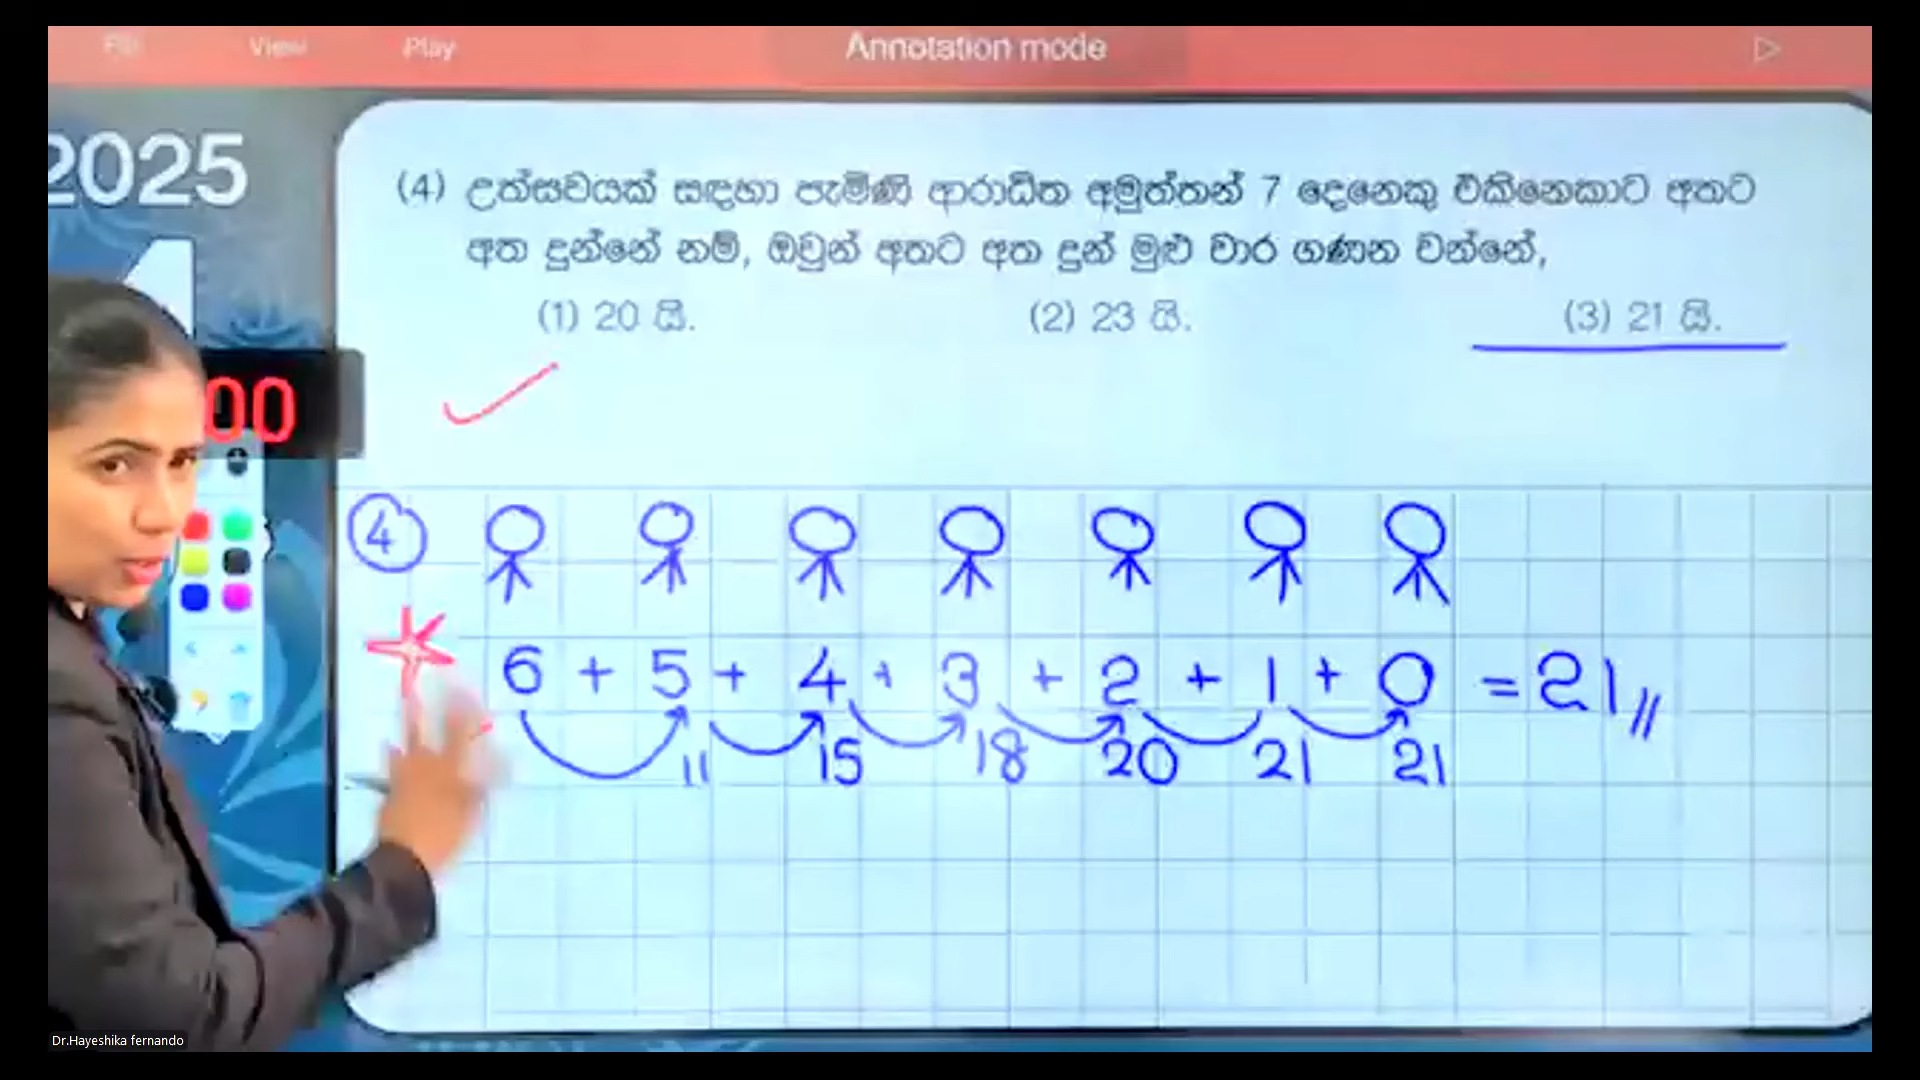 File View Play Annotation mode
2025
(4) උත්සවයක් සඳහා පැමිණි ආරාධිත අමුත්තන් 7 දෙනෙකු එකිනෙකාට අතට
අත දුන්නේ නම්, ඔවුන් අතට අත දුන් මුළු වාර ගණන වන්නේ,
(1) 20 යි. (2) 23 යි. (3) 21 යි.
00
4
6 + 5 + 4 + 3 + 2 + 1 + 0 = 21
11 15 18 20 21 21
Dr.Hayeshika fernando